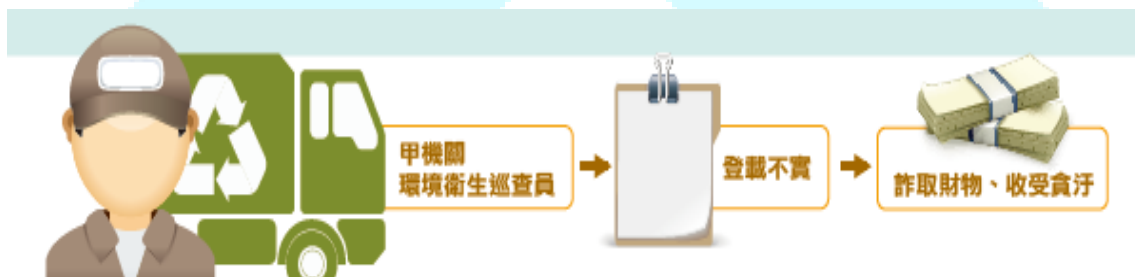 甲機關
環境衛生巡查員
登載不實
詐取財物、收受貪汙